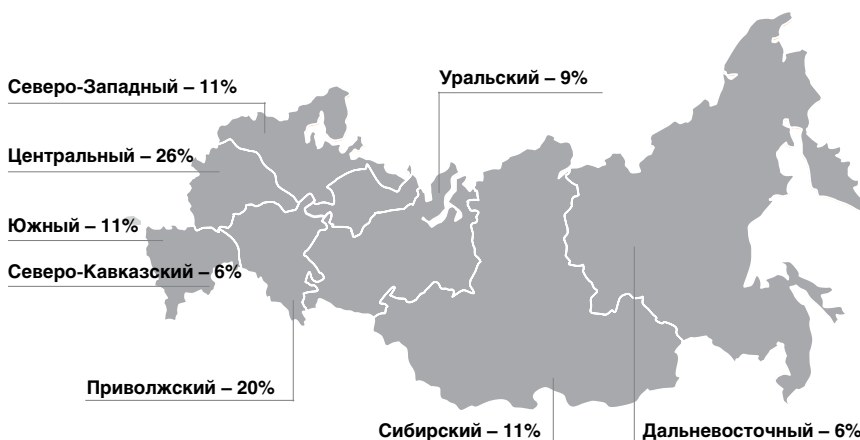 Северо-Западный – 11%
Уральский – 9%
Центральный – 26%
Южный – 11%
Северо-Кавказский – 6%
Приволжский – 20%
Сибирский – 11%
Дальневосточный – 6%